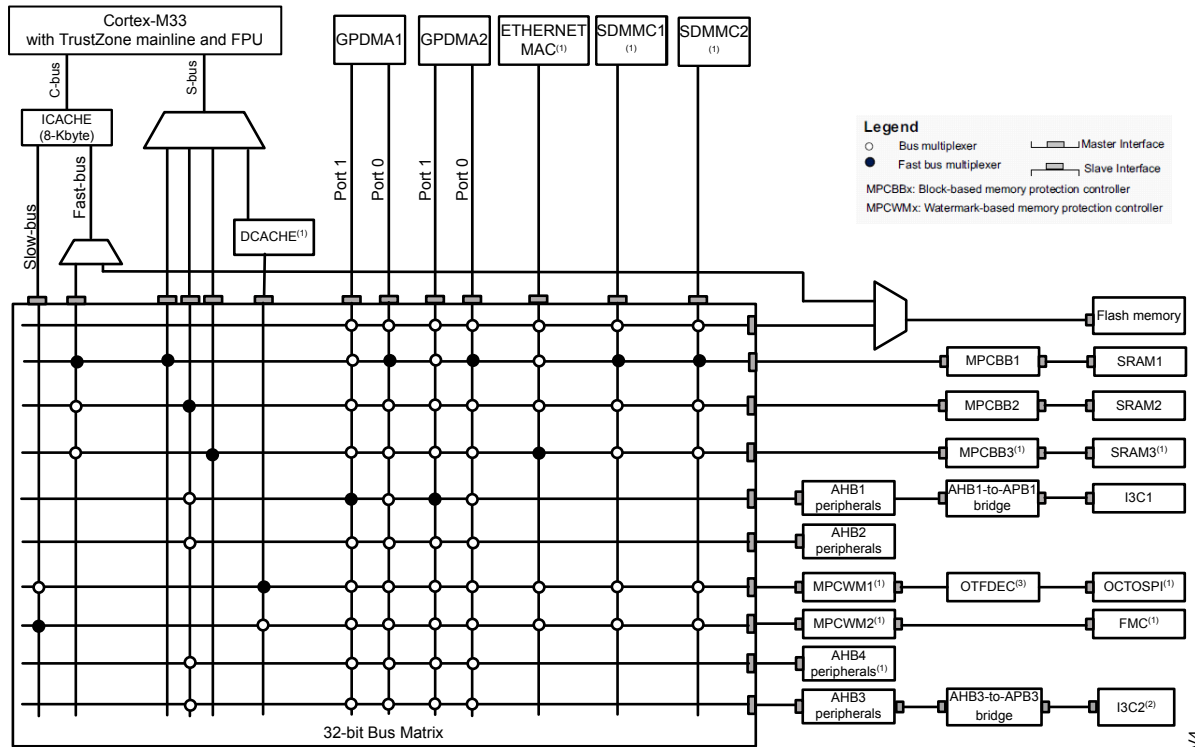 Cortex-M33
with TrustZone mainline and FPU
GPDMA1
GPDMA2
ETHERNET
MAC(1)
SDMMC1
(1)
SDMMC2
(1)
C-bus
S-bus
ICACHE
(8-Kbyte)
Slow-bus
Fast-bus
DCACHE(1)
Port 1
Port 0
Port 1
Port 0
Legend
Bus multiplexer
Fast bus multiplexer
Master Interface
Slave Interface
MPCBBx: Block-based memory protection controller
MPCWMx: Watermark-based memory protection controller
Flash memory
MPCBB1
SRAM1
MPCBB2
SRAM2
MPCBB3(1)
SRAM3(1)
AHB1
peripherals
AHB1-to-APB1
bridge
I3C1
AHB2
peripherals
MPCWM1(1)
OTFDEC(3)
OCTOSPI(1)
MPCWM2(1)
FMC(1)
AHB4
peripherals(1)
AHB3
peripherals
AHB3-to-APB3
bridge
I3C2(2)
32-bit Bus Matrix